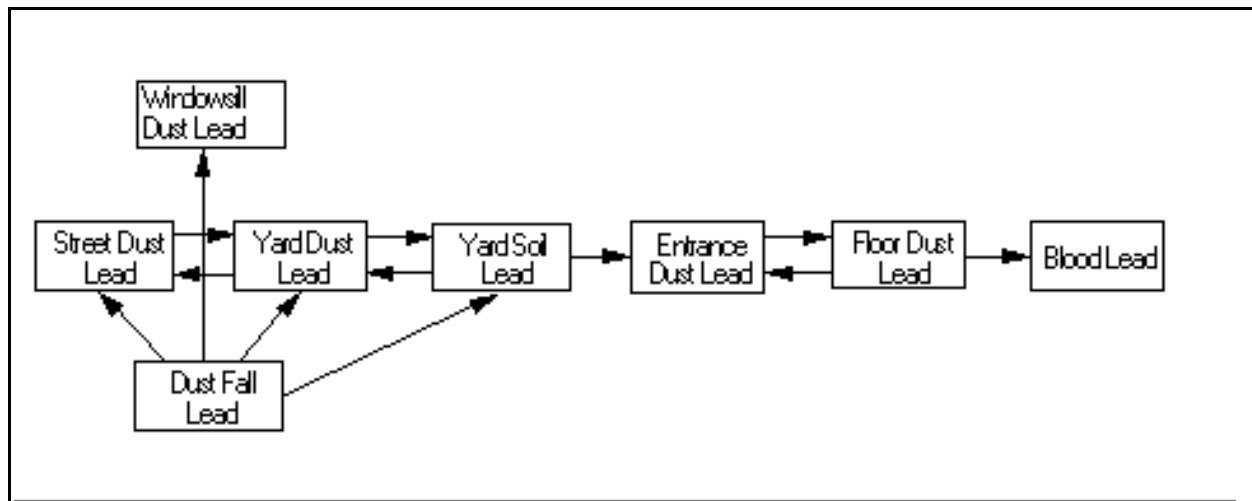 Windowsill
Dust Lead
Street Dust
Lead
Yard Dust
Lead
Yard Soil
Lead
Entrance
Dust Lead
Floor Dust
Lead
Blood Lead
Dust Fall
Lead